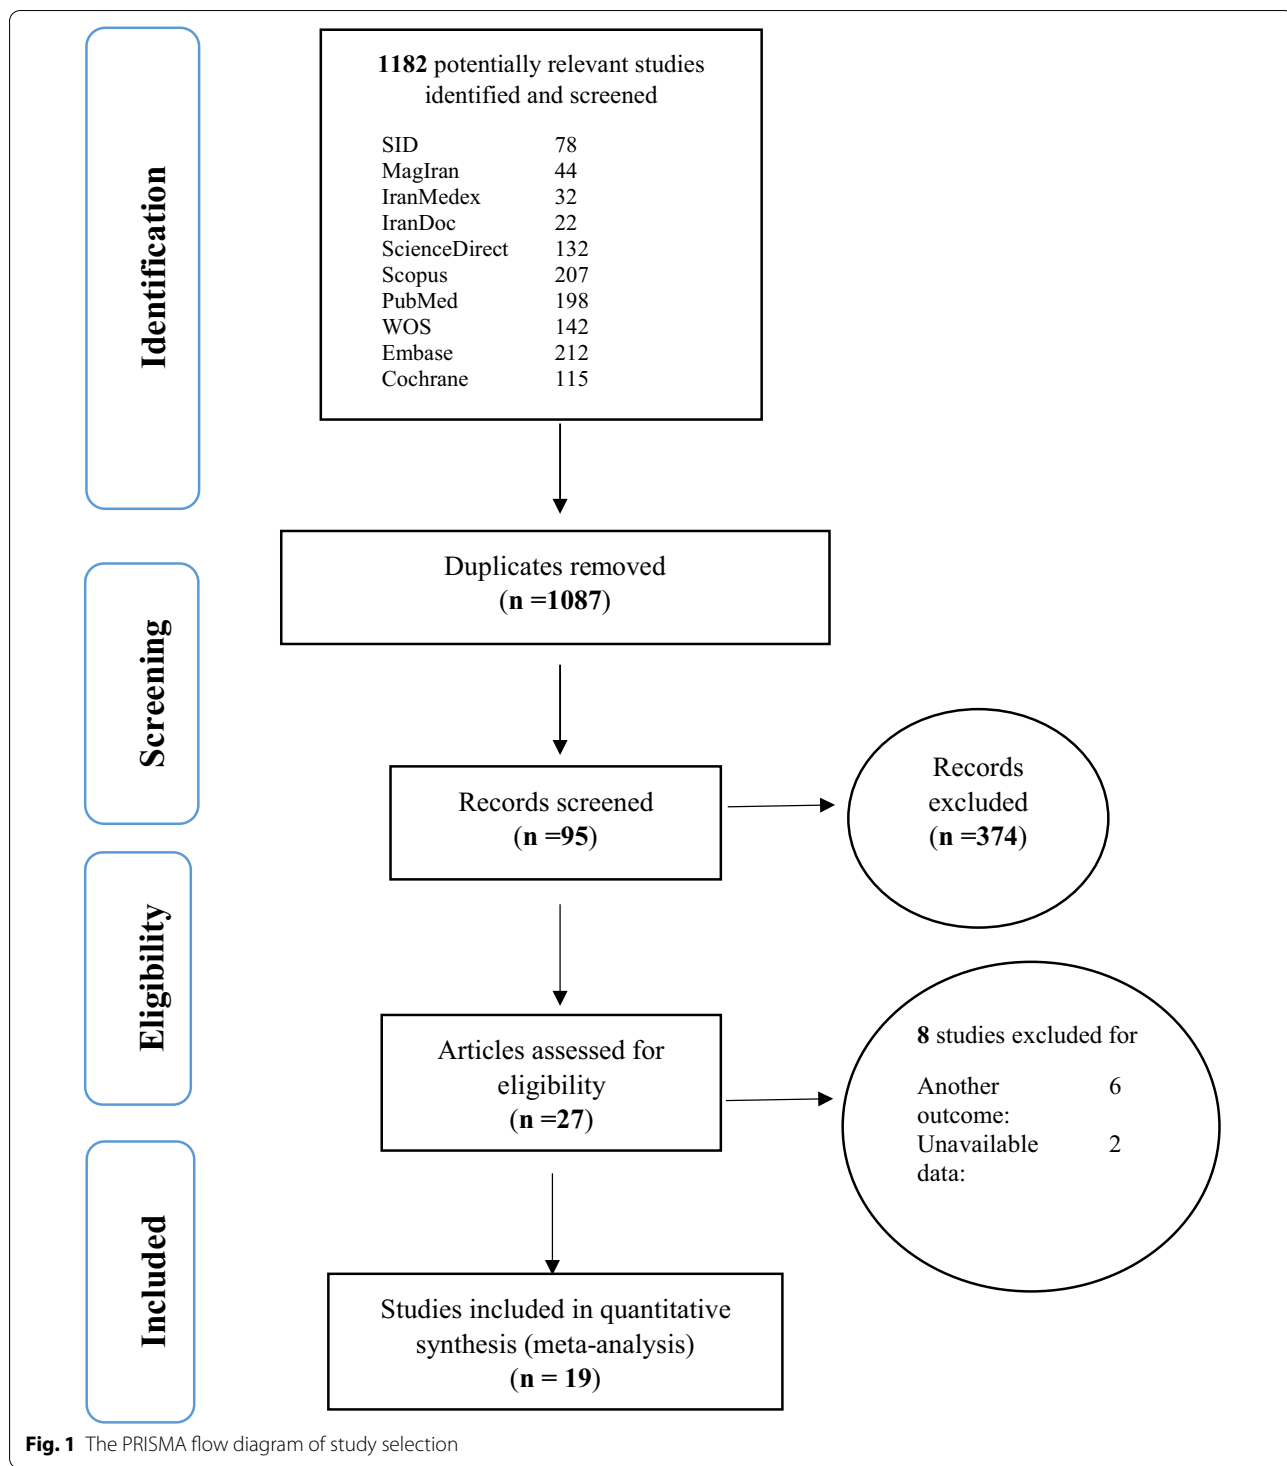 Identification
1182 potentially relevant studies
identified and screened
SID 78
MagIran 44
IranMedex 32
IranDoc 22
ScienceDirect 132
Scopus 207
PubMed 198
WOS 142
Embase 212
Cochrane 115
Duplicates removed
(n =1087)
Screening
Records screened
(n =95)
Records
excluded
(n =374)
Eligibility
Articles assessed for
eligibility
(n =27)
8 studies excluded for
Another 6
outcome:
Unavailable 2
data:
Included
Studies included in quantitative
synthesis (meta-analysis)
(n = 19)
Fig. 1 The PRISMA flow diagram of study selection